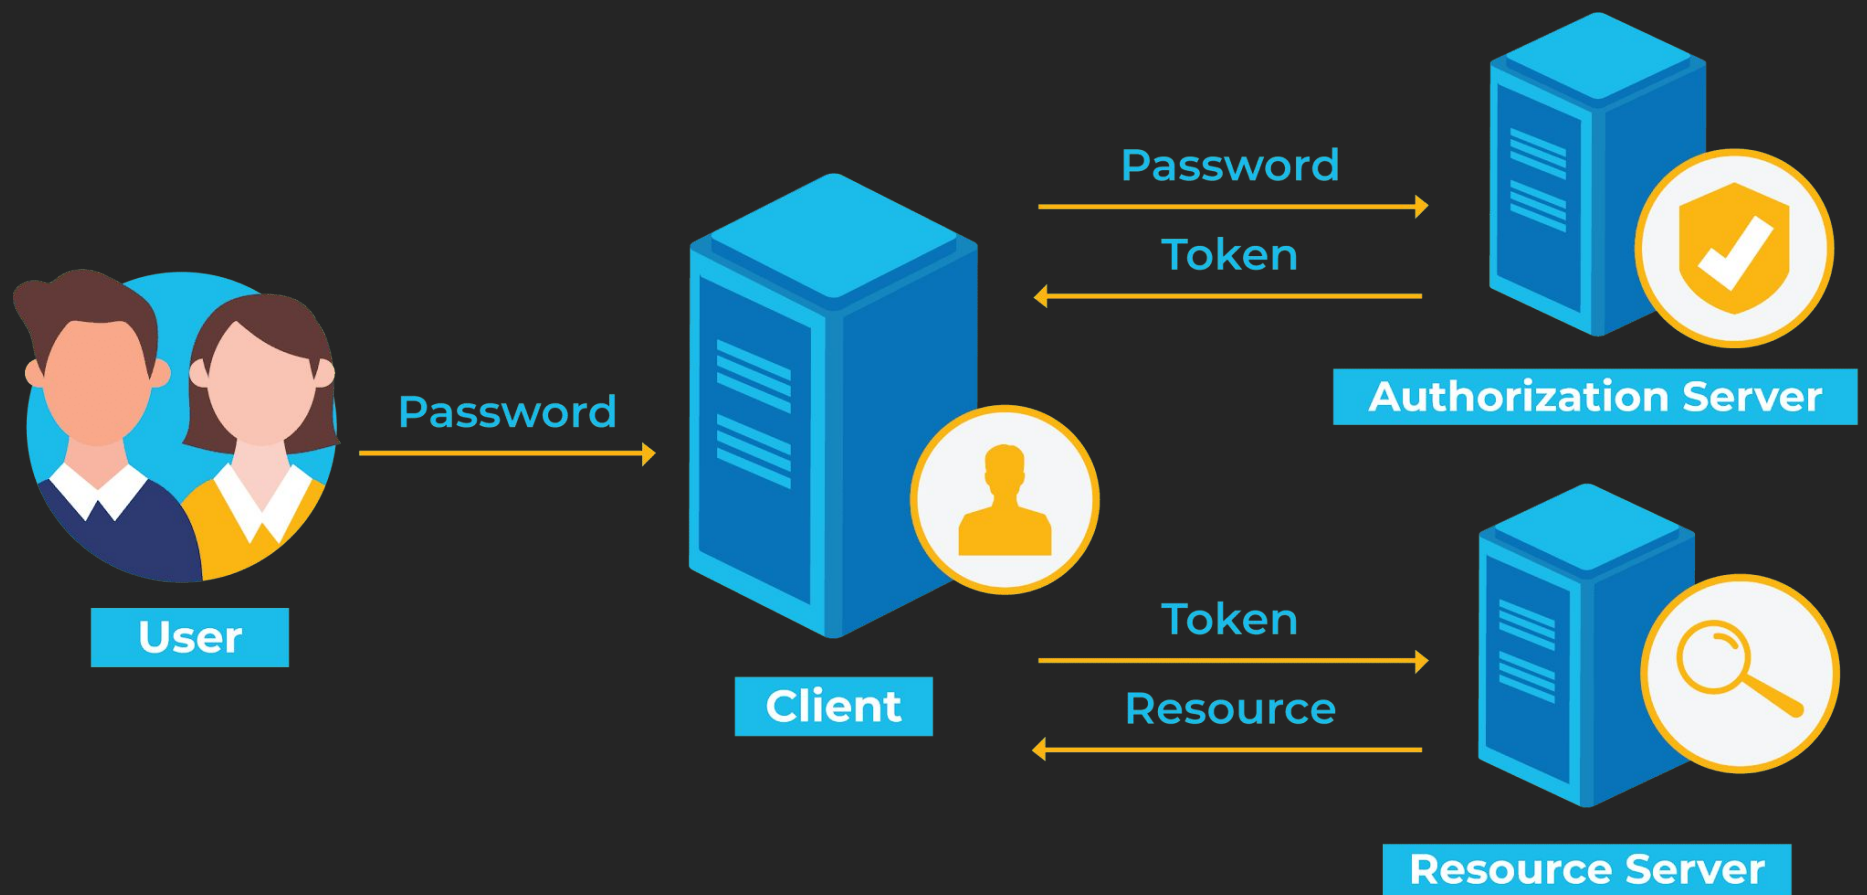 Password
Token
Authorization Server
Password
User
Token
Resource
Client
Resource Server